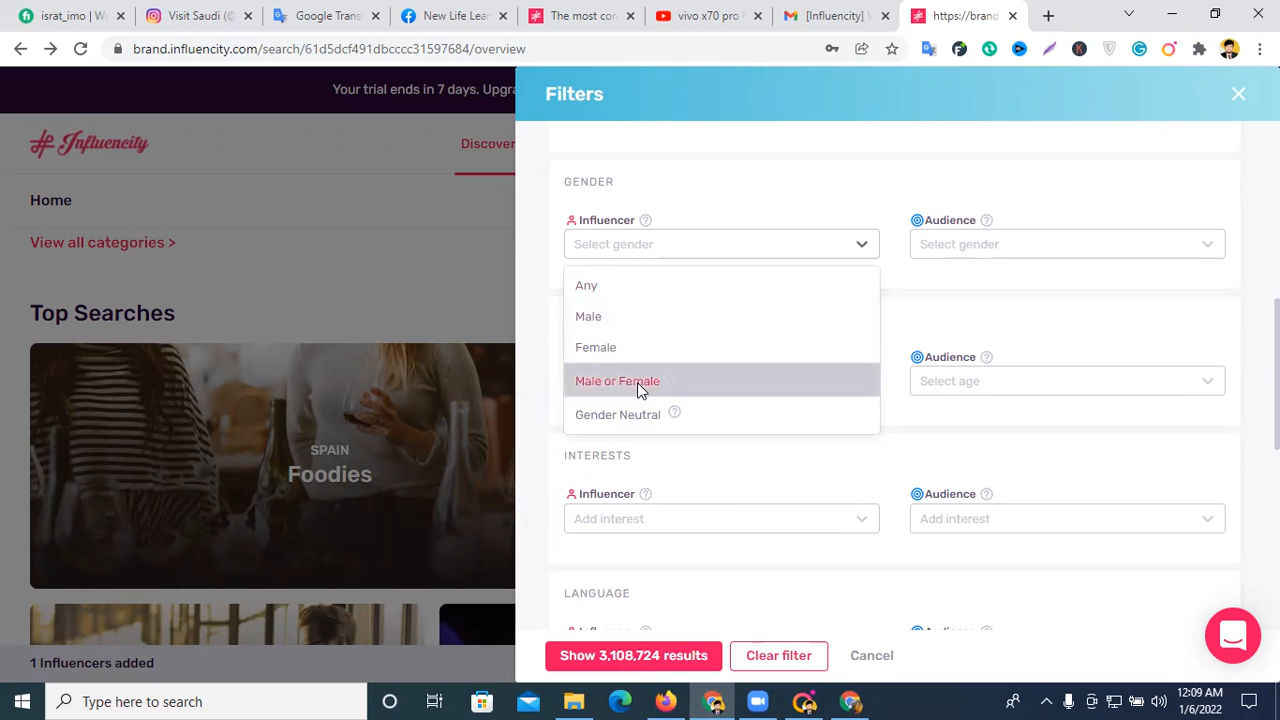 israt_imo | We
Visit Saudi (@
Google Trans
New Life Lear
The most con
vivo x70 pro p
[Influencity] V
https://brand
brand.influencity.com/search/61d5dcf491dbcccc31597684/overview
Your trial ends in 7 days. Upgra
Filters
Influencity
Discover
Home
View all categories >
Top Searches
SPAIN
Foodies
1 Influencers added
GENDER
Influencer
Audience
Select gender
Select gender
Any
Male
Female
Male or Female
Gender Neutral
Audience
Select age
INTERESTS
Influencer
Audience
Add interest
Add interest
LANGUAGE
Show 3,108,724 results
Clear filter
Cancel
Type here to search
12:09 AM
1/6/2022